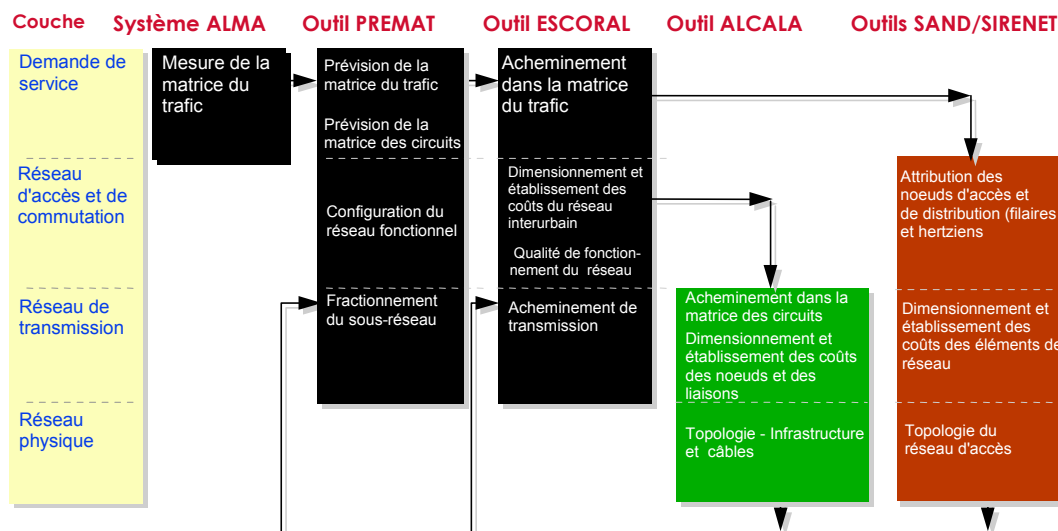 Couche
Système ALMA
Outil PREMAT
Outil ESCORAL
Outil ALCALA
Outils SAND/SIRENET
Demande de
service
Réseau
d'accès et de
commutation
Réseau de
transmission
Réseau
physique
Mesure de la
matrice du
trafic
Prévision de la
matrice du trafic
Prévision de la
matrice des circuits
Configuration du
réseau fonctionnel
Fractionnement
du sous-réseau
Acheminement
dans la matrice
du trafic
Dimensionnement et
établissement des
coûts du réseau
interurbain
Qualité de fonction-
nement du réseau
Acheminement de
transmission
Acheminement dans la
matrice des circuits
Dimensionnement et
établissement des coûts
des noeuds et des
liaisons
Topologie - Infrastructure
et câbles
Attribution des
noeuds d'accès et
de distribution (filaires
et hertziens
Dimensionnement et
établissement des
coûts des éléments de
réseau
Topologie du
réseau d'accès